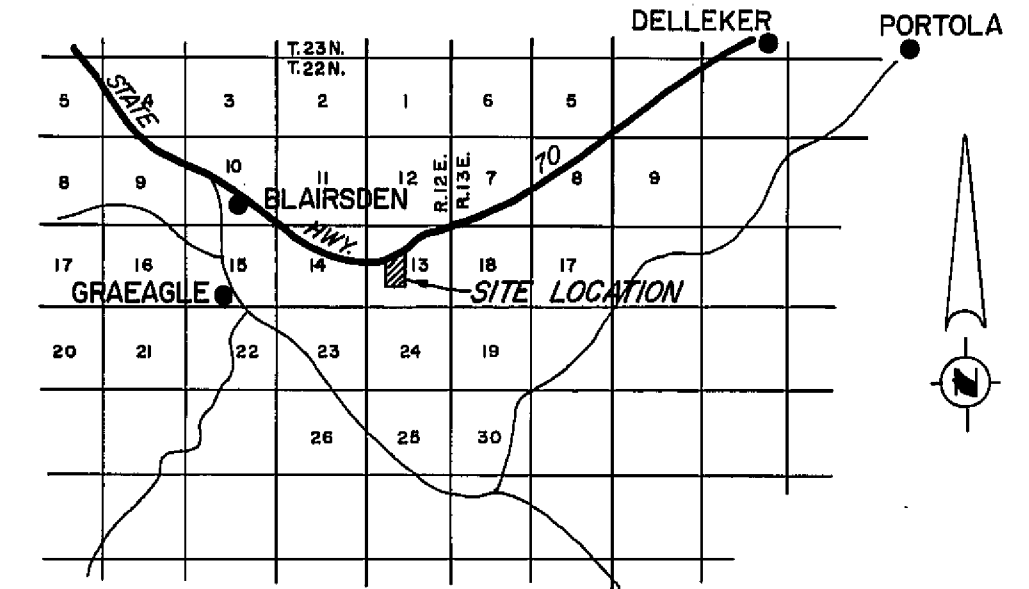 DELLEKER
PORTOLA
T.23N.
T.22N.
STATE
5 4 3 2 1 6 5
70
8 9 10 11 12 7 8 9
R.12E.
R.13E.
BLAIRSDEN
HWY.
17 16 15 14 13 18 17
GRAEAGLE
SITE LOCATION
20 21 22 23 24 19
26 25 30
N